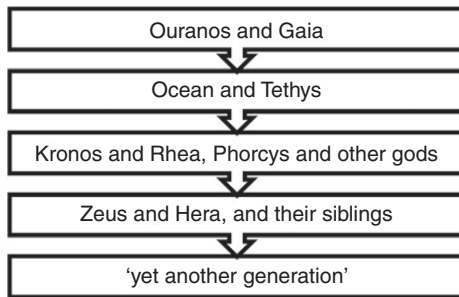 Ouranos and Gaia
Ocean and Tethys
Kronos and Rhea, Phorcys and other gods
Zeus and Hera, and their siblings
‘yet another generation’